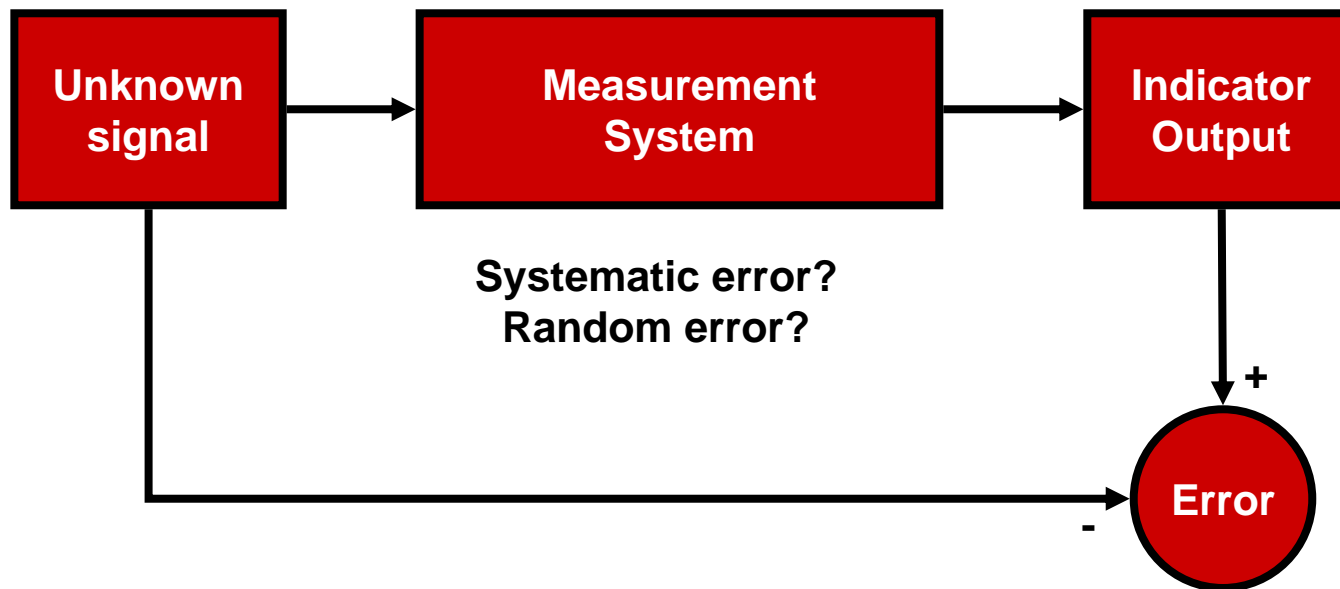 Unknown
signal
Measurement
System
Indicator
Output
Systematic error?
Random error?
+
Error
-